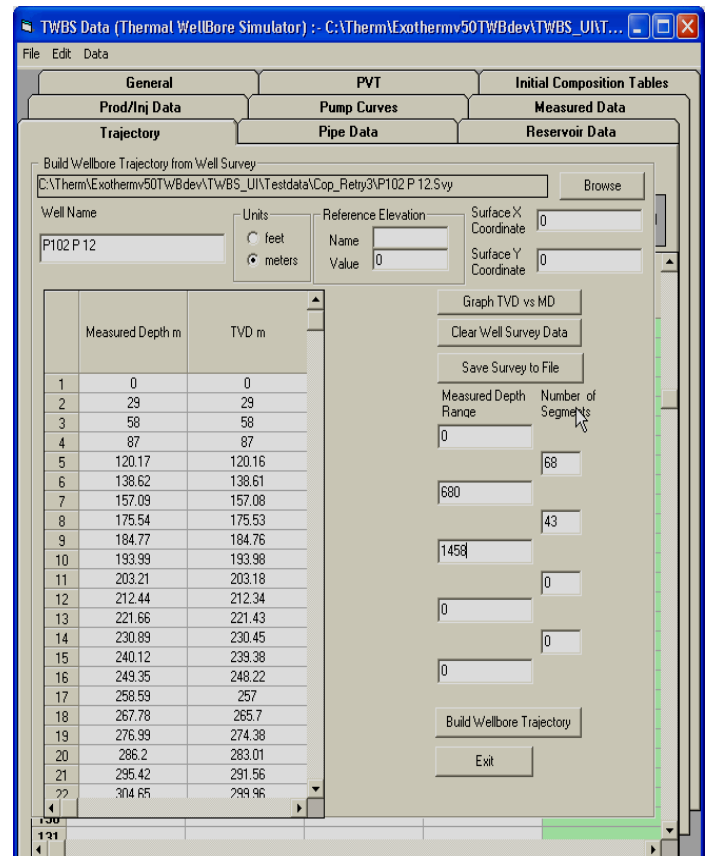 TWBS Data (Thermal WellBore Simulator) :- C:\Therm\Exothermv50TWBdev\TWBS_UI\T...
File Edit Data
General PVT Initial Composition Tables
Prod/Inj Data Pump Curves Measured Data
Trajectory Pipe Data Reservoir Data
Build Wellbore Trajectory from Well Survey
C:\Therm\Exothermv50TWBdev\TWBS_UI\Testdata\Cop_Retry3\P102 P 12.Svy Browse
Well Name Units Reference Elevation Surface X Coordinate 0
P102 P 12 feet Name
meters Value 0 Surface Y Coordinate 0
Measured Depth m TVD m
1 0 0
2 29 29
3 58 58
4 87 87
5 120.17 120.16
6 138.62 138.61
7 157.09 157.08
8 175.54 175.53
9 184.77 184.76
10 193.99 193.98
11 203.21 203.18
12 212.44 212.34
13 221.66 221.43
14 230.89 230.45
15 240.12 239.38
16 249.35 248.22
17 258.59 257
18 267.78 265.7
19 276.99 274.38
20 286.2 283.01
21 295.42 291.56
22 304.65 299.96
Graph TVD vs MD
Clear Well Survey Data
Save Survey to File
Measured Depth Range Number of Segments
0
68
680
43
1458
0
0
0
0
Build Wellbore Trajectory
Exit
130
131